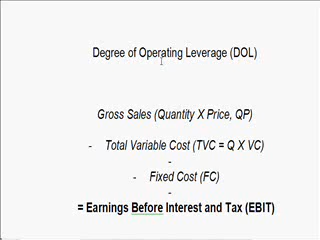 Degree of Operating Leverage (DOL)
Gross Sales (Quantity X Price, QP)
- Total Variable Cost (TVC = Q X VC)
-
- Fixed Cost (FC)
-
= Earnings Before Interest and Tax (EBIT)